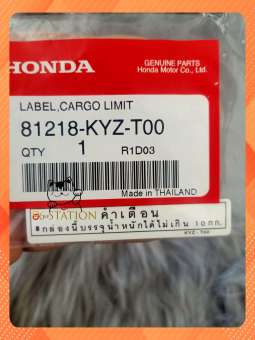 HONDA
GENUINE PARTS
Honda Motor Co., Ltd.
LABEL,CARGO LIMIT
81218-KYZ-T00
QTY 1 R1D03
Made in THAILAND
STATION
คำเตือน
*กล่องนี้บรรจุน้ำหนักได้ไม่เกิน 10 กก.
KYZ-T00